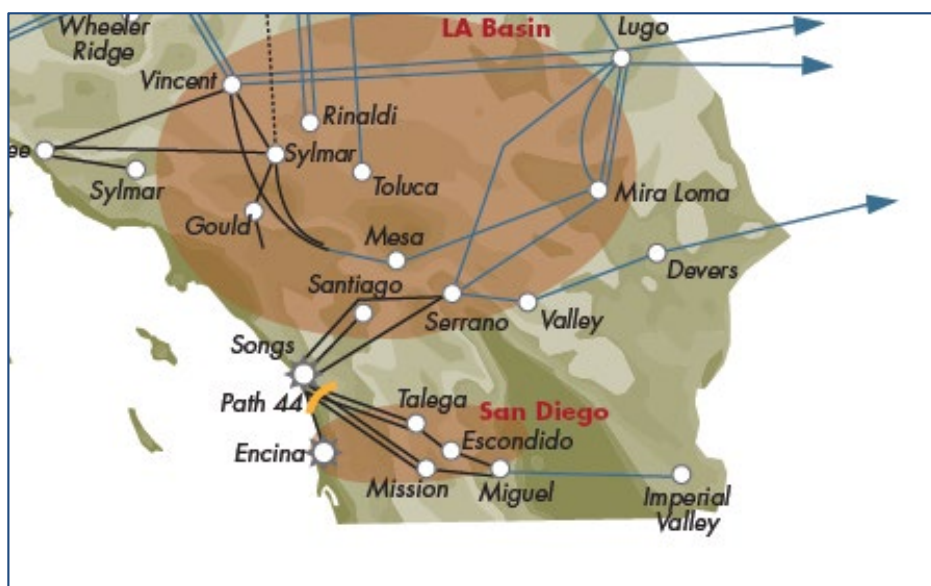 Wheeler
Ridge
LA Basin
Lugo
Vincent
Rinaldi
ee
Sylmar
Sylmar
Toluca
Mira Loma
Gould
Mesa
Devers
Santiago
Serrano
Valley
Songs
Path 44
Talega
San Diego
Escondido
Encina
Mission
Miguel
Imperial
Valley